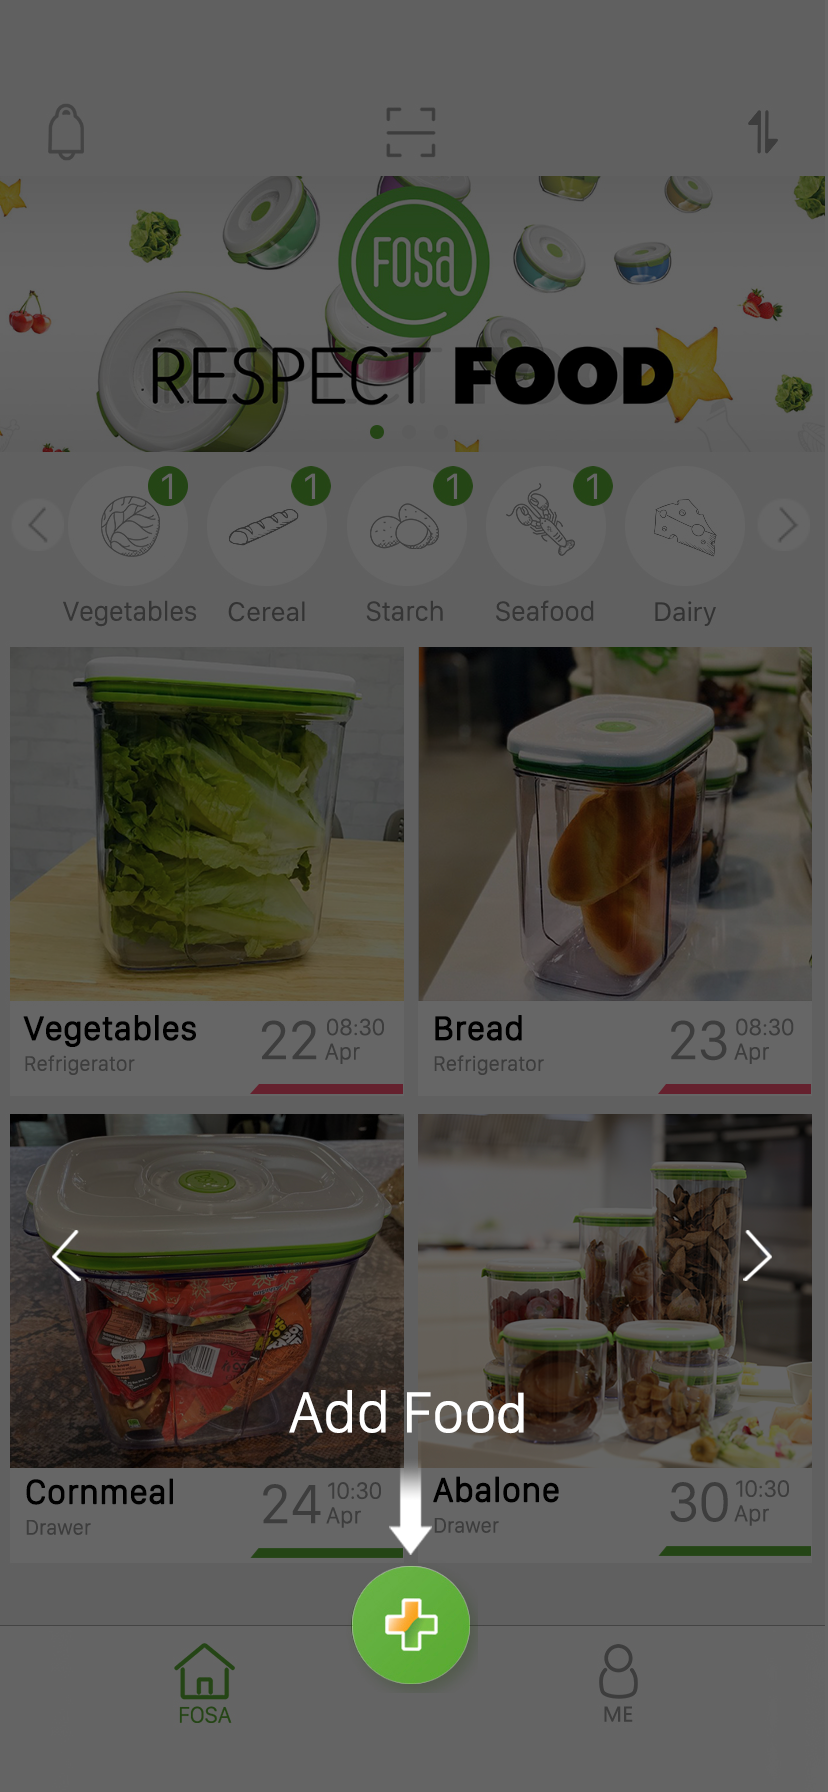 FOSA
RESPECT FOOD
1
1
1
1
Vegetables
Cereal
Starch
Seafood
Dairy
Vegetables
Refrigerator
22
08:30
Apr
Bread
Refrigerator
23
08:30
Apr
Add Food
Cornmeal
Drawer
24
10:30
Apr
Abalone
Drawer
30
10:30
Apr
FOSA
ME